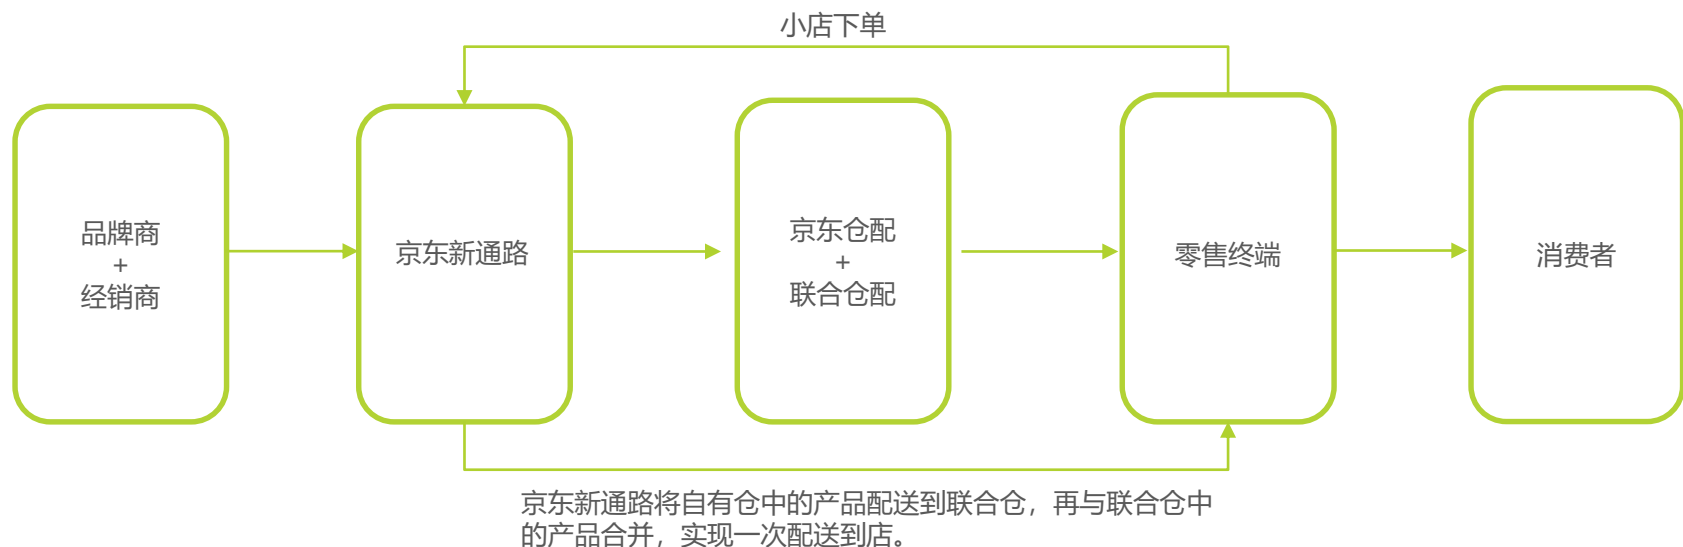 小店下单
品牌商
+
经销商
京东新通路
京东仓配
+
联合仓配
零售终端
消费者
京东新通路将自有仓中的产品配送到联合仓，再与联合仓中
的产品合并，实现一次配送到店。